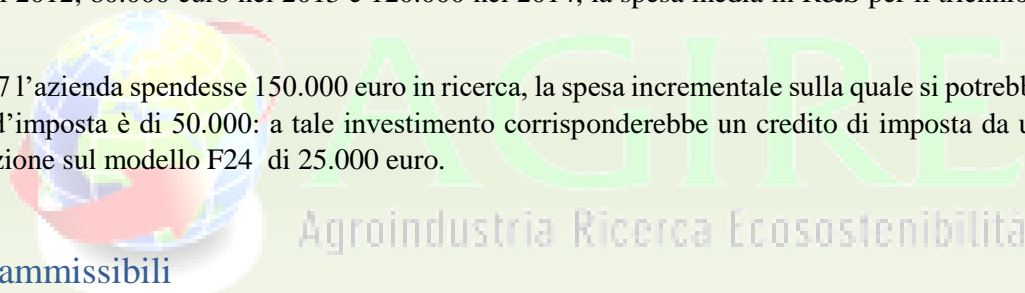 2012, 80.000 euro nel 2013 e 120.000 nel 2014, la spesa media in R&S per il triennio
7 l’azienda spendesse 150.000 euro in ricerca, la spesa incrementale sulla quale si potrebb
d’imposta è di 50.000: a tale investimento corrisponderebbe un credito di imposta da u
zione sul modello F24 di 25.000 euro.
AGIRE
Agroindustria Ricerca Ecosostenibilità
ammissibili